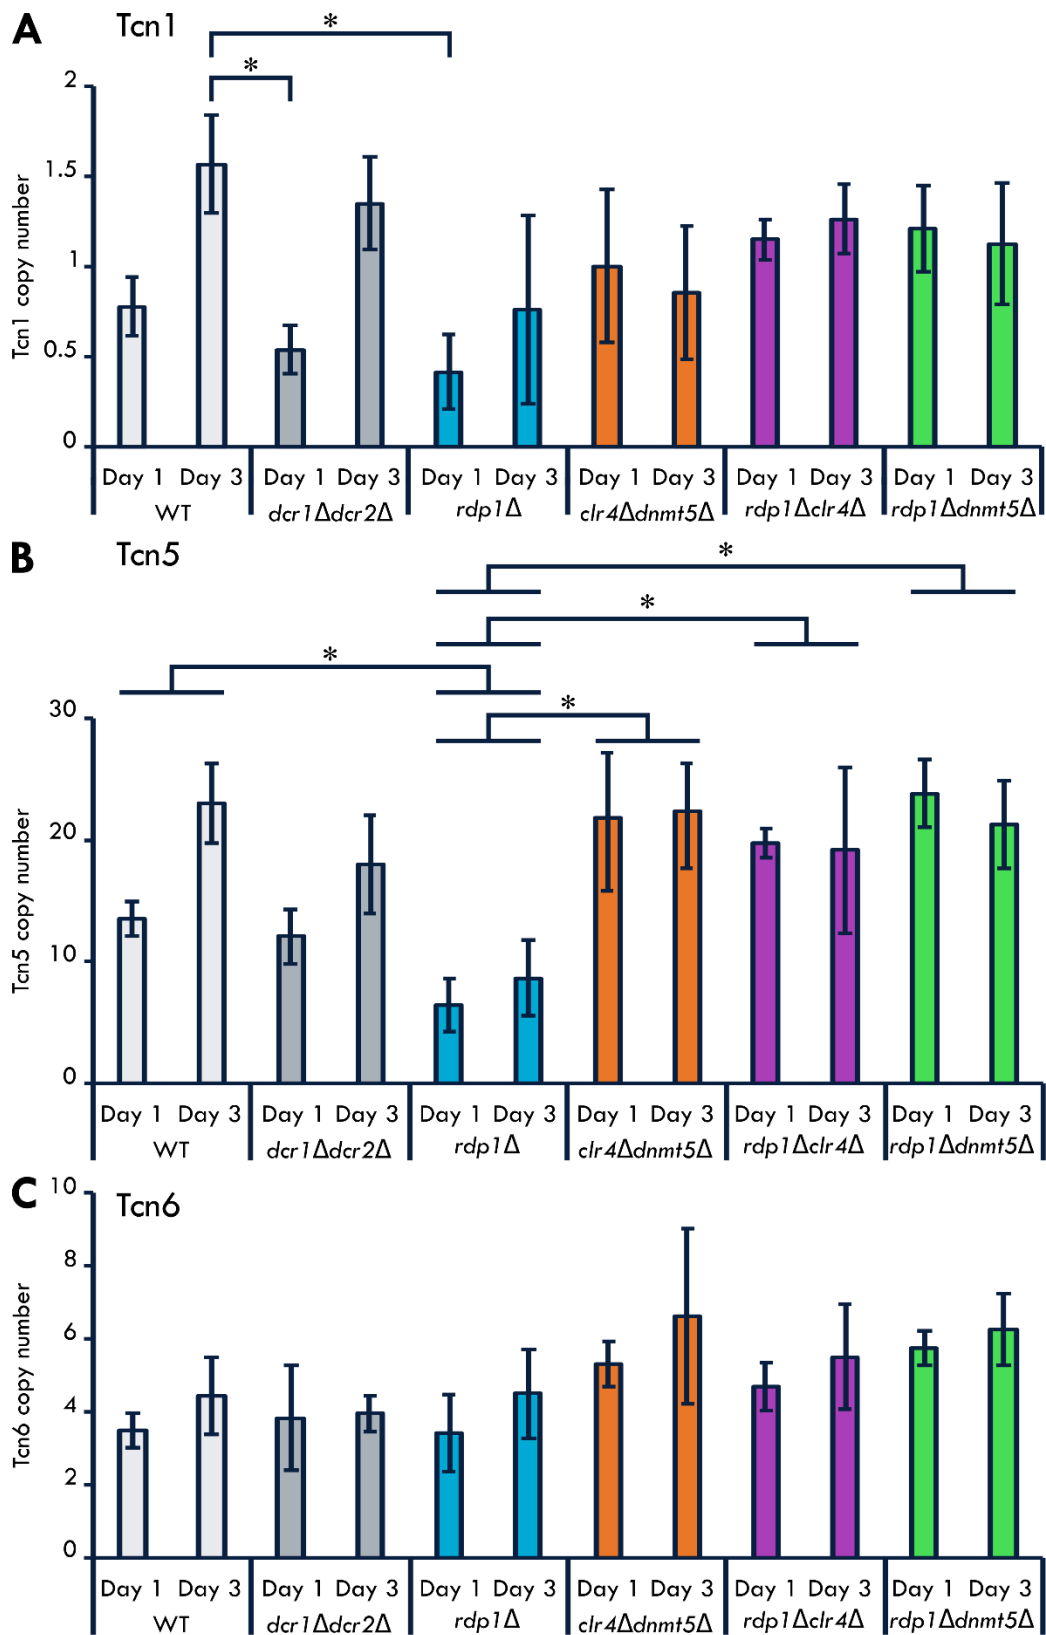 A Tcn1
*
*
Tcn1 copy number
2
1.5
1
0.5
0
Day 1 Day 3 Day 1 Day 3 Day 1 Day 3 Day 1 Day 3 Day 1 Day 3 Day 1 Day 3
WT dcr1Δdcr2Δ rdp1Δ clr4Δdnmt5Δ rdp1Δclr4Δ rdp1Δdnmt5Δ
B Tcn5
*
*
*
*
Tcn5 copy number
30
20
10
0
Day 1 Day 3 Day 1 Day 3 Day 1 Day 3 Day 1 Day 3 Day 1 Day 3 Day 1 Day 3
WT dcr1Δdcr2Δ rdp1Δ clr4Δdnmt5Δ rdp1Δclr4Δ rdp1Δdnmt5Δ
C Tcn6
Tcn6 copy number
10
8
6
4
2
0
Day 1 Day 3 Day 1 Day 3 Day 1 Day 3 Day 1 Day 3 Day 1 Day 3 Day 1 Day 3
WT dcr1Δdcr2Δ rdp1Δ clr4Δdnmt5Δ rdp1Δclr4Δ rdp1Δdnmt5Δ